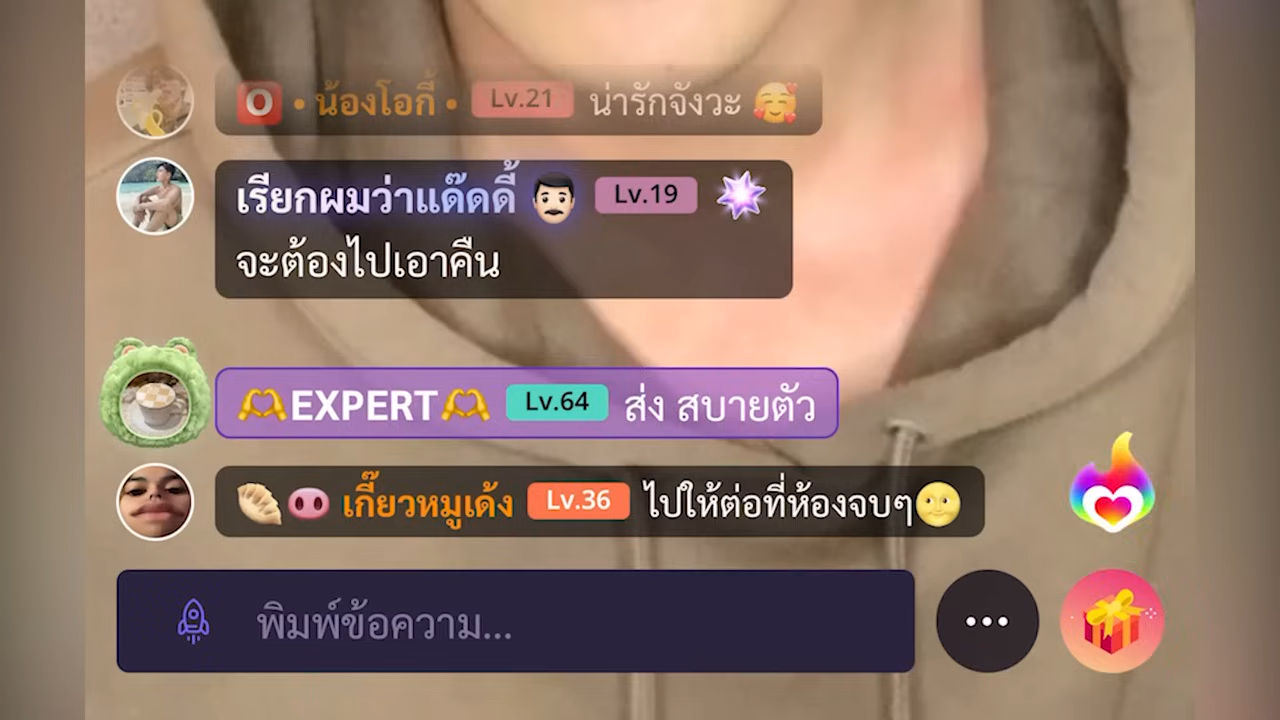 O • น้องโอกี้ • Lv.21 น่ารักจังวะ 🥰
เรียกผมว่าแด๊ดดี้ 👨🏻 Lv.19
จะต้องไปเอาคืน
🫶EXPERT🫶 Lv.64 ส่ง สบายตัว
🥟🐽 เกี๊ยวหมูเด้ง Lv.36 ไปให้ต่อที่ห้องจบๆ🌝
พิมพ์ข้อความ...